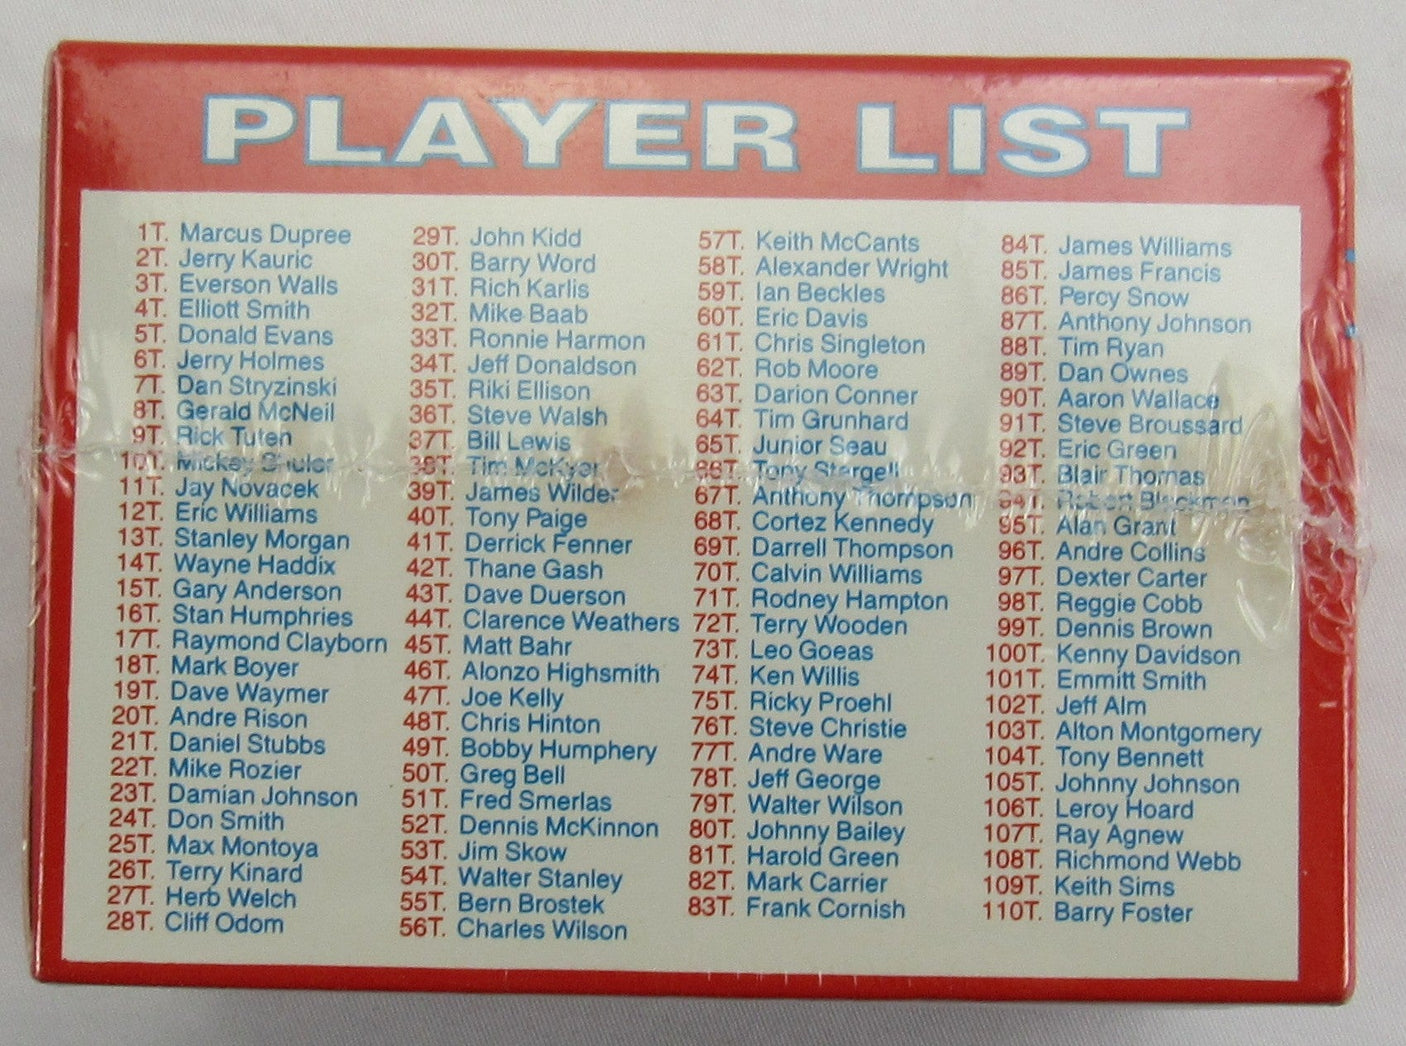 PLAYER LIST
1T. Marcus Dupree
2T. Jerry Kauric
3T. Everson Walls
4T. Elliott Smith
5T. Donald Evans
6T. Jerry Holmes
7T. Dan Stryzinski
8T. Gerald McNeil
9T. Rick Tuten
10T. Mickey Shuler
11T. Jay Novacek
12T. Eric Williams
13T. Stanley Morgan
14T. Wayne Haddix
15T. Gary Anderson
16T. Stan Humphries
17T. Raymond Clayborn
18T. Mark Boyer
19T. Dave Waymer
20T. Andre Rison
21T. Daniel Stubbs
22T. Mike Rozier
23T. Damian Johnson
24T. Don Smith
25T. Max Montoya
26T. Terry Kinard
27T. Herb Welch
28T. Cliff Odom
29T. John Kidd
30T. Barry Word
31T. Rich Karlis
32T. Mike Baab
33T. Ronnie Harmon
34T. Jeff Donaldson
35T. Riki Ellison
36T. Steve Walsh
37T. Bill Lewis
38T. Tim McKyer
39T. James Wilder
40T. Tony Paige
41T. Derrick Fenner
42T. Thane Gash
43T. Dave Duerson
44T. Clarence Weathers
45T. Matt Bahr
46T. Alonzo Highsmith
47T. Joe Kelly
48T. Chris Hinton
49T. Bobby Humphery
50T. Greg Bell
51T. Fred Smerlas
52T. Dennis McKinnon
53T. Jim Skow
54T. Walter Stanley
55T. Bern Brostek
56T. Charles Wilson
57T. Keith McCants
58T. Alexander Wright
59T. Ian Beckles
60T. Eric Davis
61T. Chris Singleton
62T. Rob Moore
63T. Darion Conner
64T. Tim Grunhard
65T. Junior Seau
66T. Tony Stargell
67T. Anthony Thompson
68T. Cortez Kennedy
69T. Darrell Thompson
70T. Calvin Williams
71T. Rodney Hampton
72T. Terry Wooden
73T. Leo Goeas
74T. Ken Willis
75T. Ricky Proehl
76T. Steve Christie
77T. Andre Ware
78T. Jeff George
79T. Walter Wilson
80T. Johnny Bailey
81T. Harold Green
82T. Mark Carrier
83T. Frank Cornish
84T. James Williams
85T. James Francis
86T. Percy Snow
87T. Anthony Johnson
88T. Tim Ryan
89T. Dan Ownes
90T. Aaron Wallace
91T. Steve Broussard
92T. Eric Green
93T. Blair Thomas
94T. Robert Blackmon
95T. Alan Grant
96T. Andre Collins
97T. Dexter Carter
98T. Reggie Cobb
99T. Dennis Brown
100T. Kenny Davidson
101T. Emmitt Smith
102T. Jeff Alm
103T. Alton Montgomery
104T. Tony Bennett
105T. Johnny Johnson
106T. Leroy Hoard
107T. Ray Agnew
108T. Richmond Webb
109T. Keith Sims
110T. Barry Foster